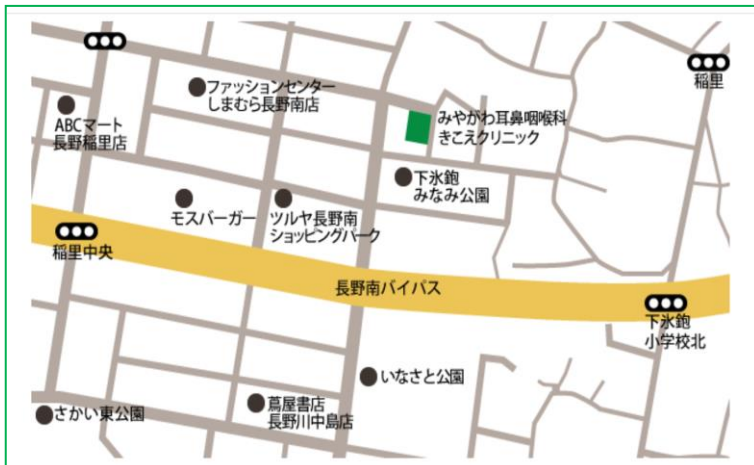 ファッションセンター
しまむら長野南店
稲里
ABCマート
長野稲里店
みやがわ耳鼻咽喉科
きこえクリニック
下氷鉋
みなみ公園
モスバーガー
ツルヤ長野南
ショッピングパーク
稲里中央
長野南バイパス
下氷鉋
小学校北
いなさと公園
蔦屋書店
長野川中島店
さかい東公園